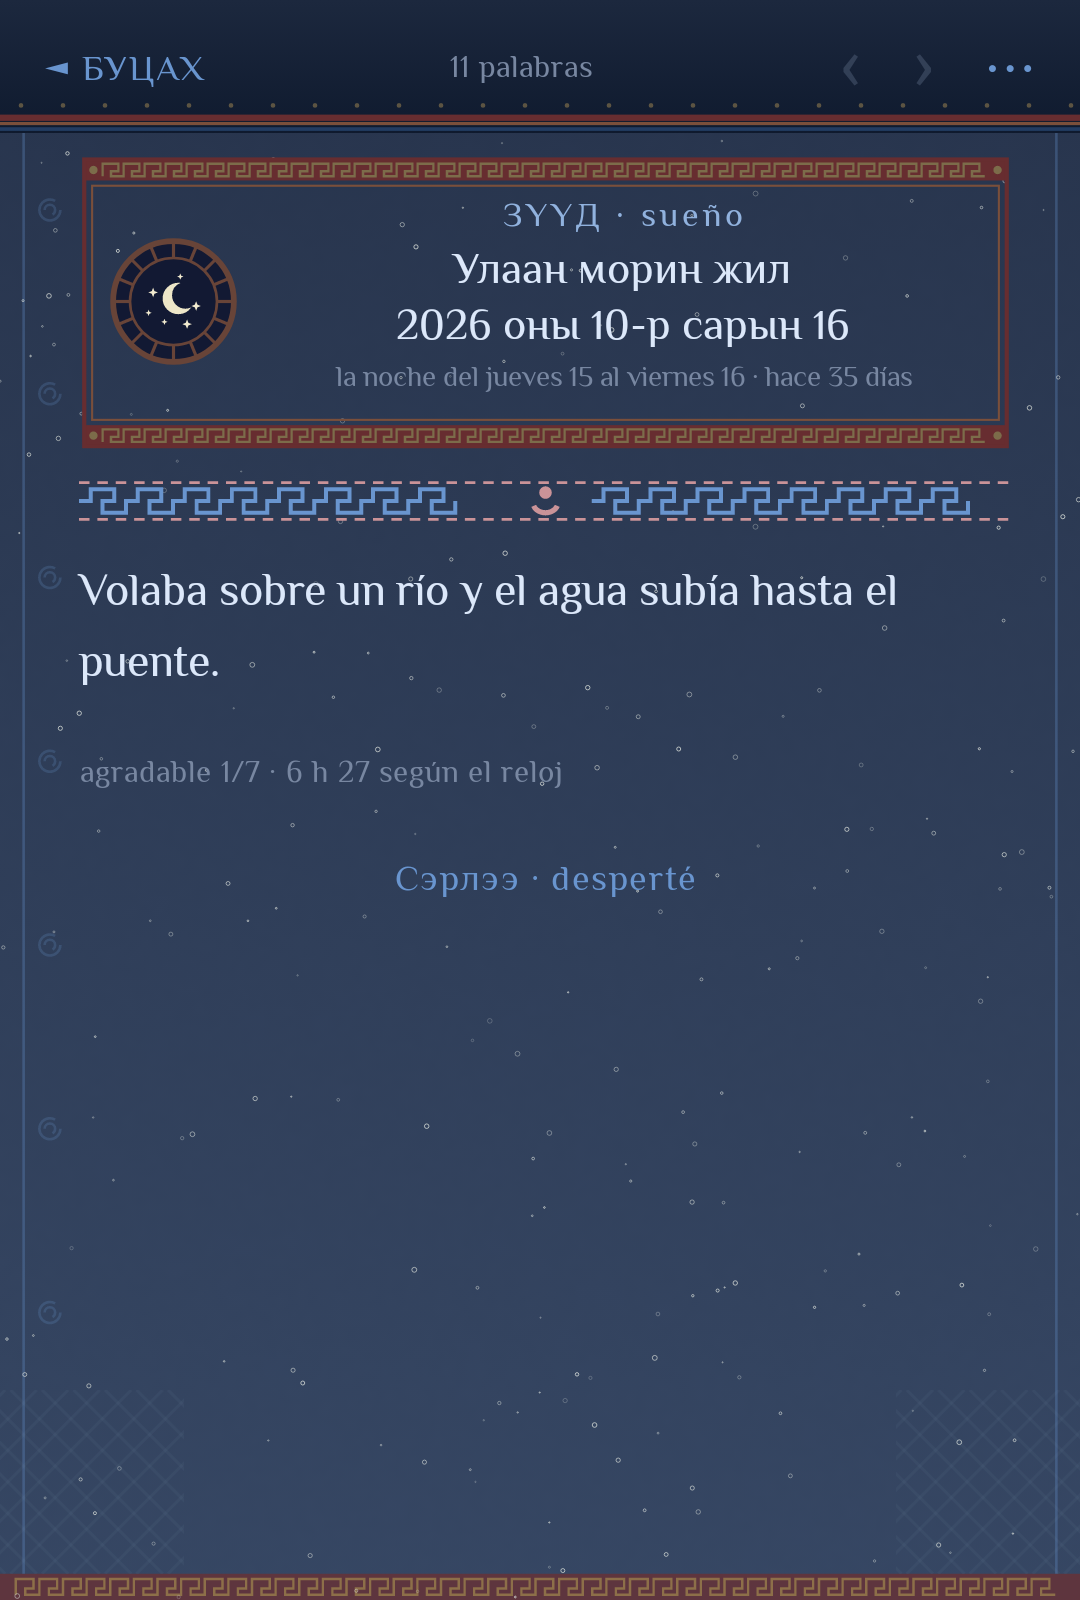 ◄ БУЦАХ
11 palabras
ЗҮҮД · sueño
Улаан морин жил
2026 оны 10-р сарын 16
la noche del jueves 15 al viernes 16 · hace 35 días
Volaba sobre un río y el agua subía hasta el
puente.
agradable 1/7 · 6 h 27 según el reloj
Сэрлээ · desperté